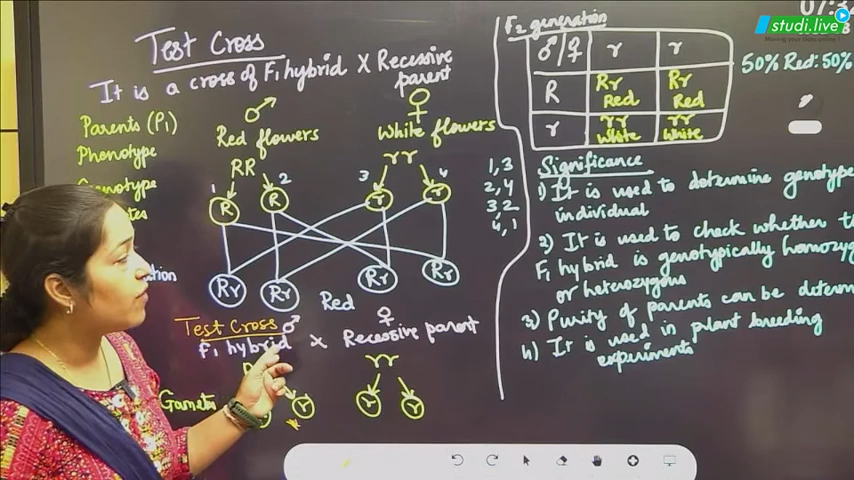 Test Cross
It is a cross of F1 hybrid X Recessive parent
Parents (P1)
Phenotype
Genotype
♂
Red flowers
RR
♀
White flowers
rr
1 2 3 4
R R r r
1,3
2,4
3,2
4,1
Rr Rr Rr Rr
Red
Test Cross
F1 hybrid ♂ x Recessive parent ♀
rr
Gametes
r r r
F2 generation
♂/♀ r r
R Rr Red Rr Red
r rr White rr White
50% Red: 50%
Significance
1) It is used to determine genotype
individual
2) It is used to check whether
F1 hybrid is genotypically
or heterozygous
3) Purity of parents can be
4) It is used in plant breeding
experiments
studi.live